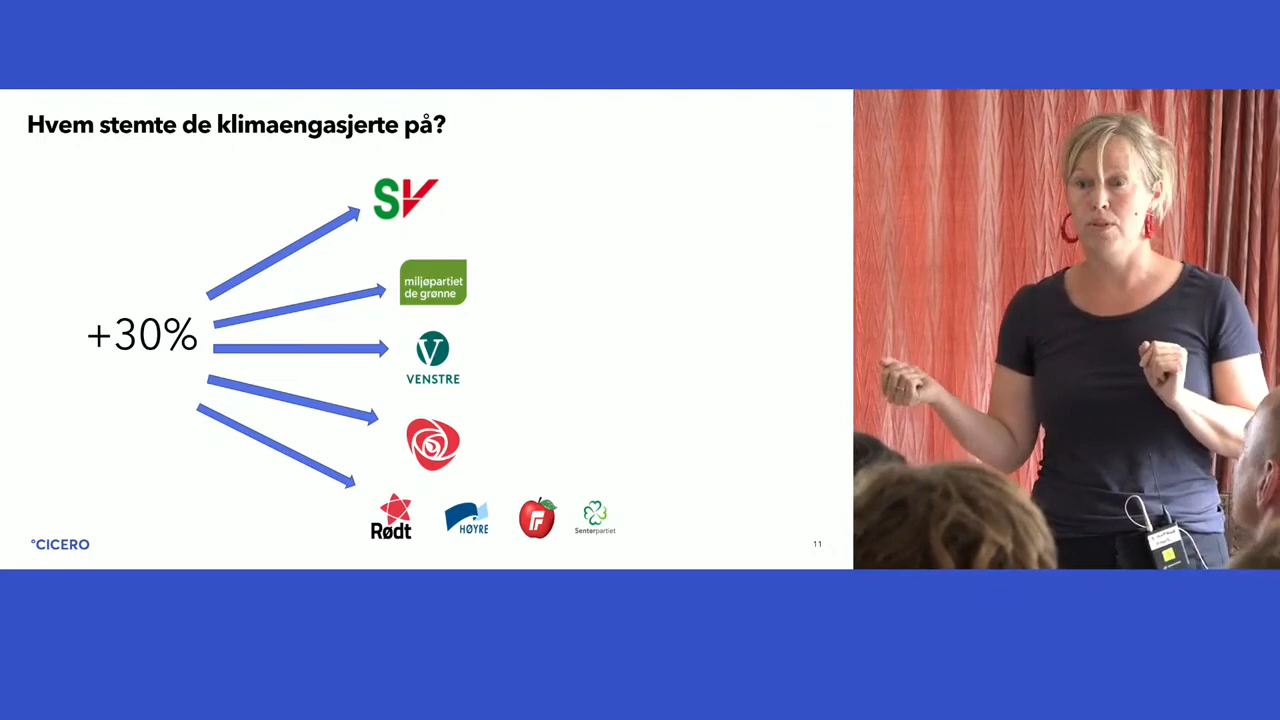 Hvem stemte de klimaengasjerte på?
SV
miljøpartiet
de grønne
+30%
V
VENSTRE
Rødt
HØYRE
F
Senterpartiet
°CICERO
11